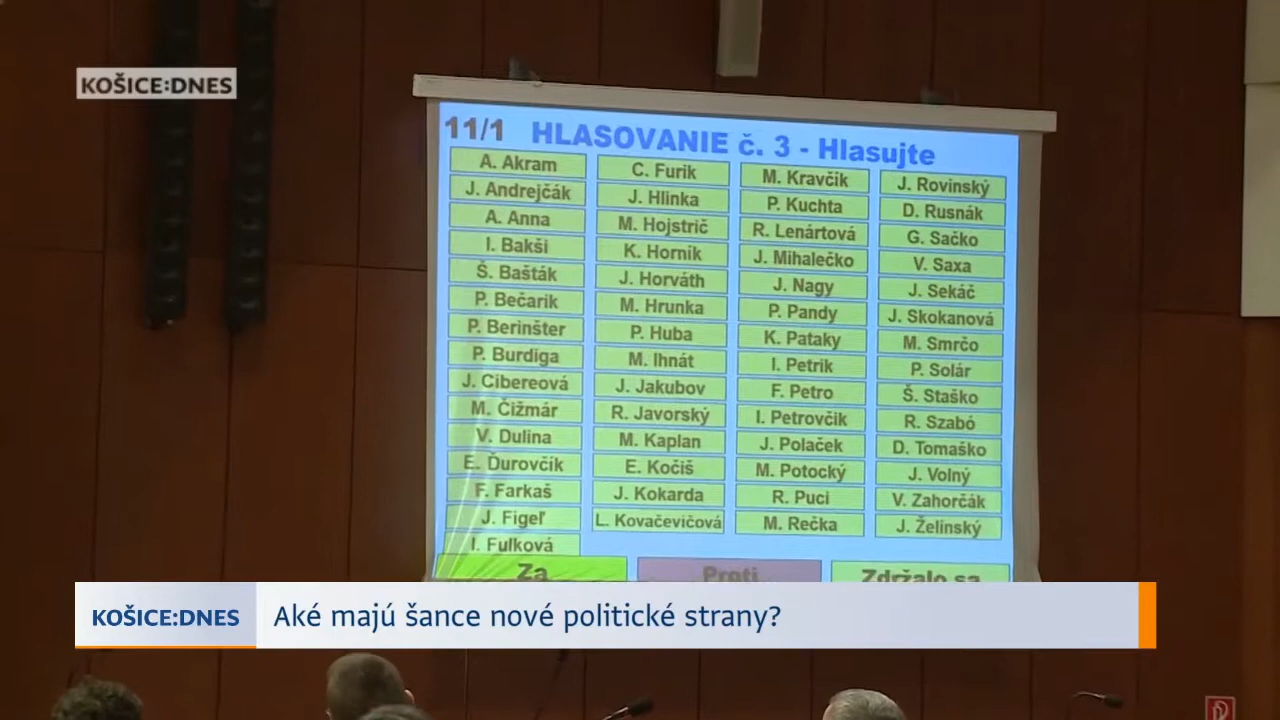 KOŠICE:DNES
11/1 HLASOVANIE č. 3 - Hlasujte
A. Akram
J. Andrejčák
A. Anna
I. Bakši
Š. Bašták
P. Bečarik
P. Berinšter
P. Burdiga
J. Cibereová
M. Čižmár
V. Dulina
E. Ďurovčík
F. Farkaš
J. Figeľ
I. Fulková
C. Furik
J. Hlinka
M. Hojstrič
K. Horník
J. Horváth
M. Hrunka
P. Huba
M. Ihnát
J. Jakubov
R. Javorský
M. Kaplan
E. Kočiš
J. Kokarda
L. Kovačevičová
M. Kravčik
P. Kuchta
R. Lenártová
J. Mihalečko
J. Nagy
P. Pandy
K. Pataky
I. Petrik
F. Petro
I. Petrovčik
J. Polaček
M. Potocký
R. Puci
M. Rečka
J. Rovinský
D. Rusnák
G. Sačko
V. Saxa
J. Sekáč
J. Skokanová
M. Smrčo
P. Solár
Š. Staško
R. Szabó
D. Tomaško
J. Volný
V. Zahorčák
J. Želinský
Za Proti Zdržalo sa
KOŠICE:DNES Aké majú šance nové politické strany?